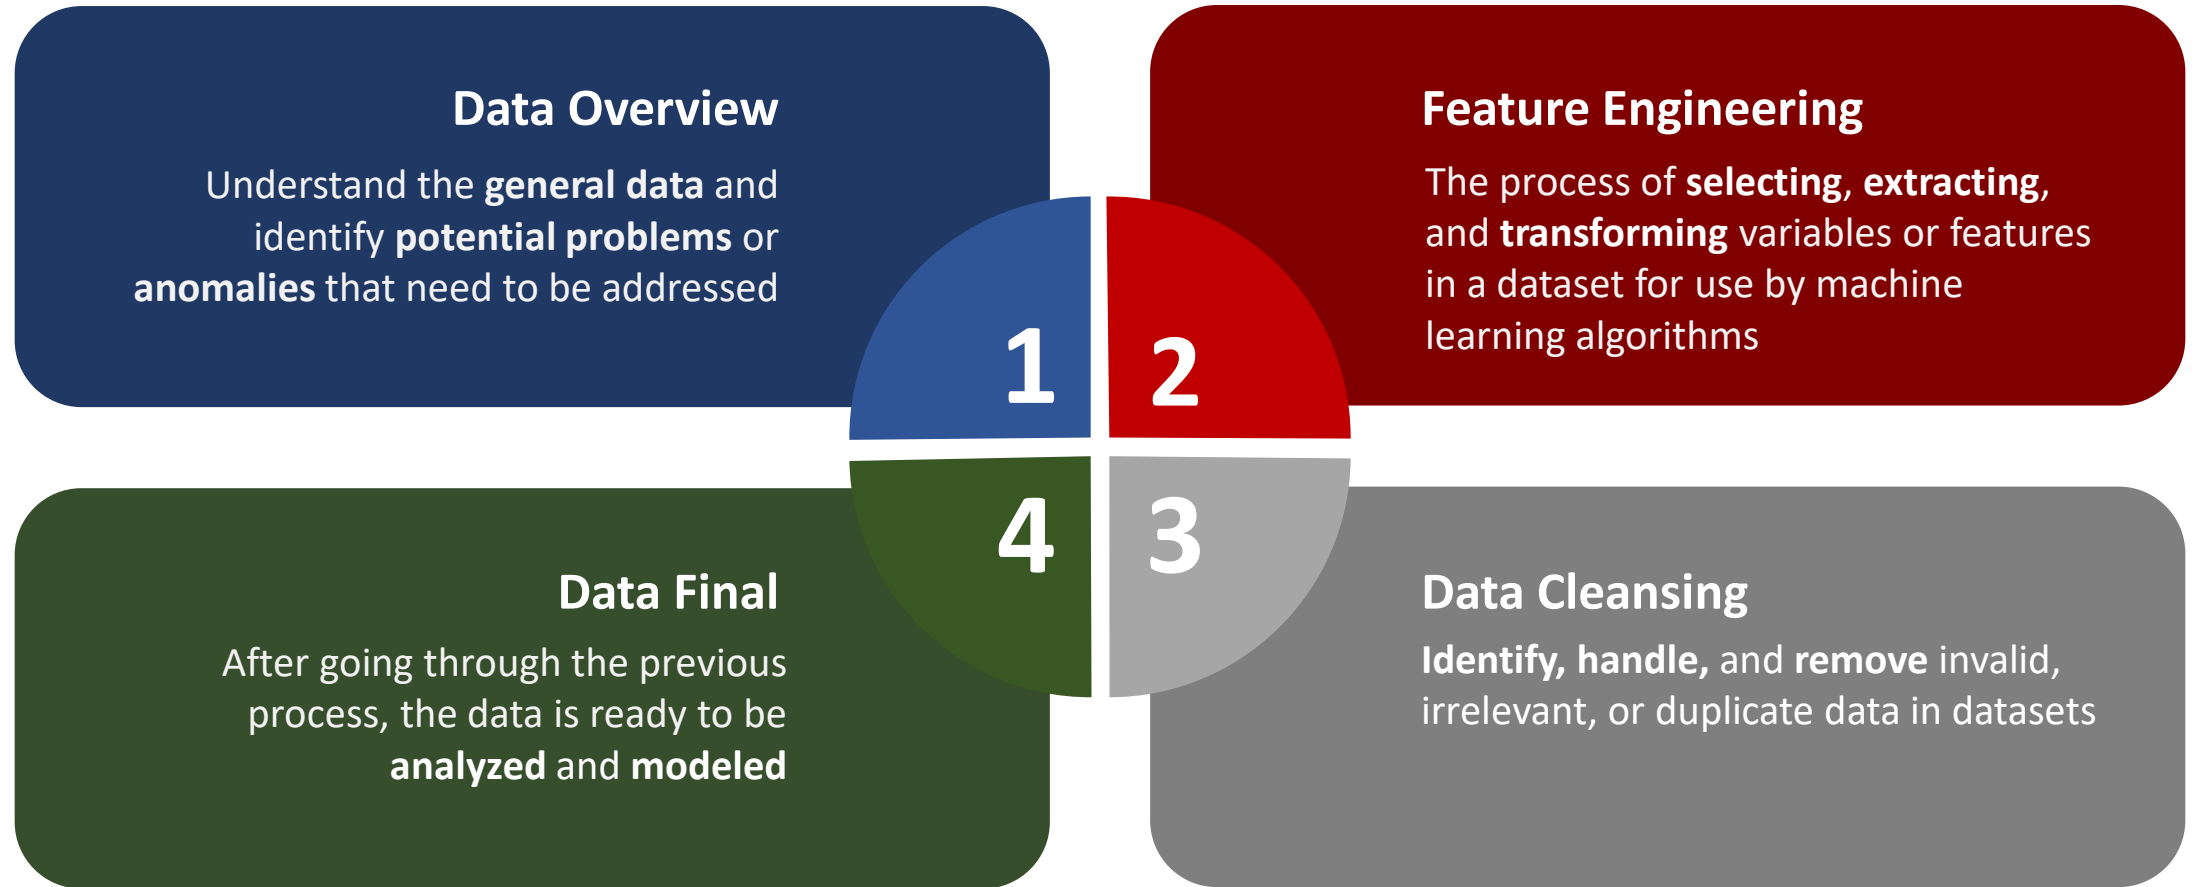 Data Overview
Understand the general data and
identify potential problems or
anomalies that need to be addressed
1
Feature Engineering
The process of selecting, extracting,
and transforming variables or features
in a dataset for use by machine
learning algorithms
2
Data Cleansing
Identify, handle, and remove invalid,
irrelevant, or duplicate data in datasets
3
Data Final
After going through the previous
process, the data is ready to be
analyzed and modeled
4